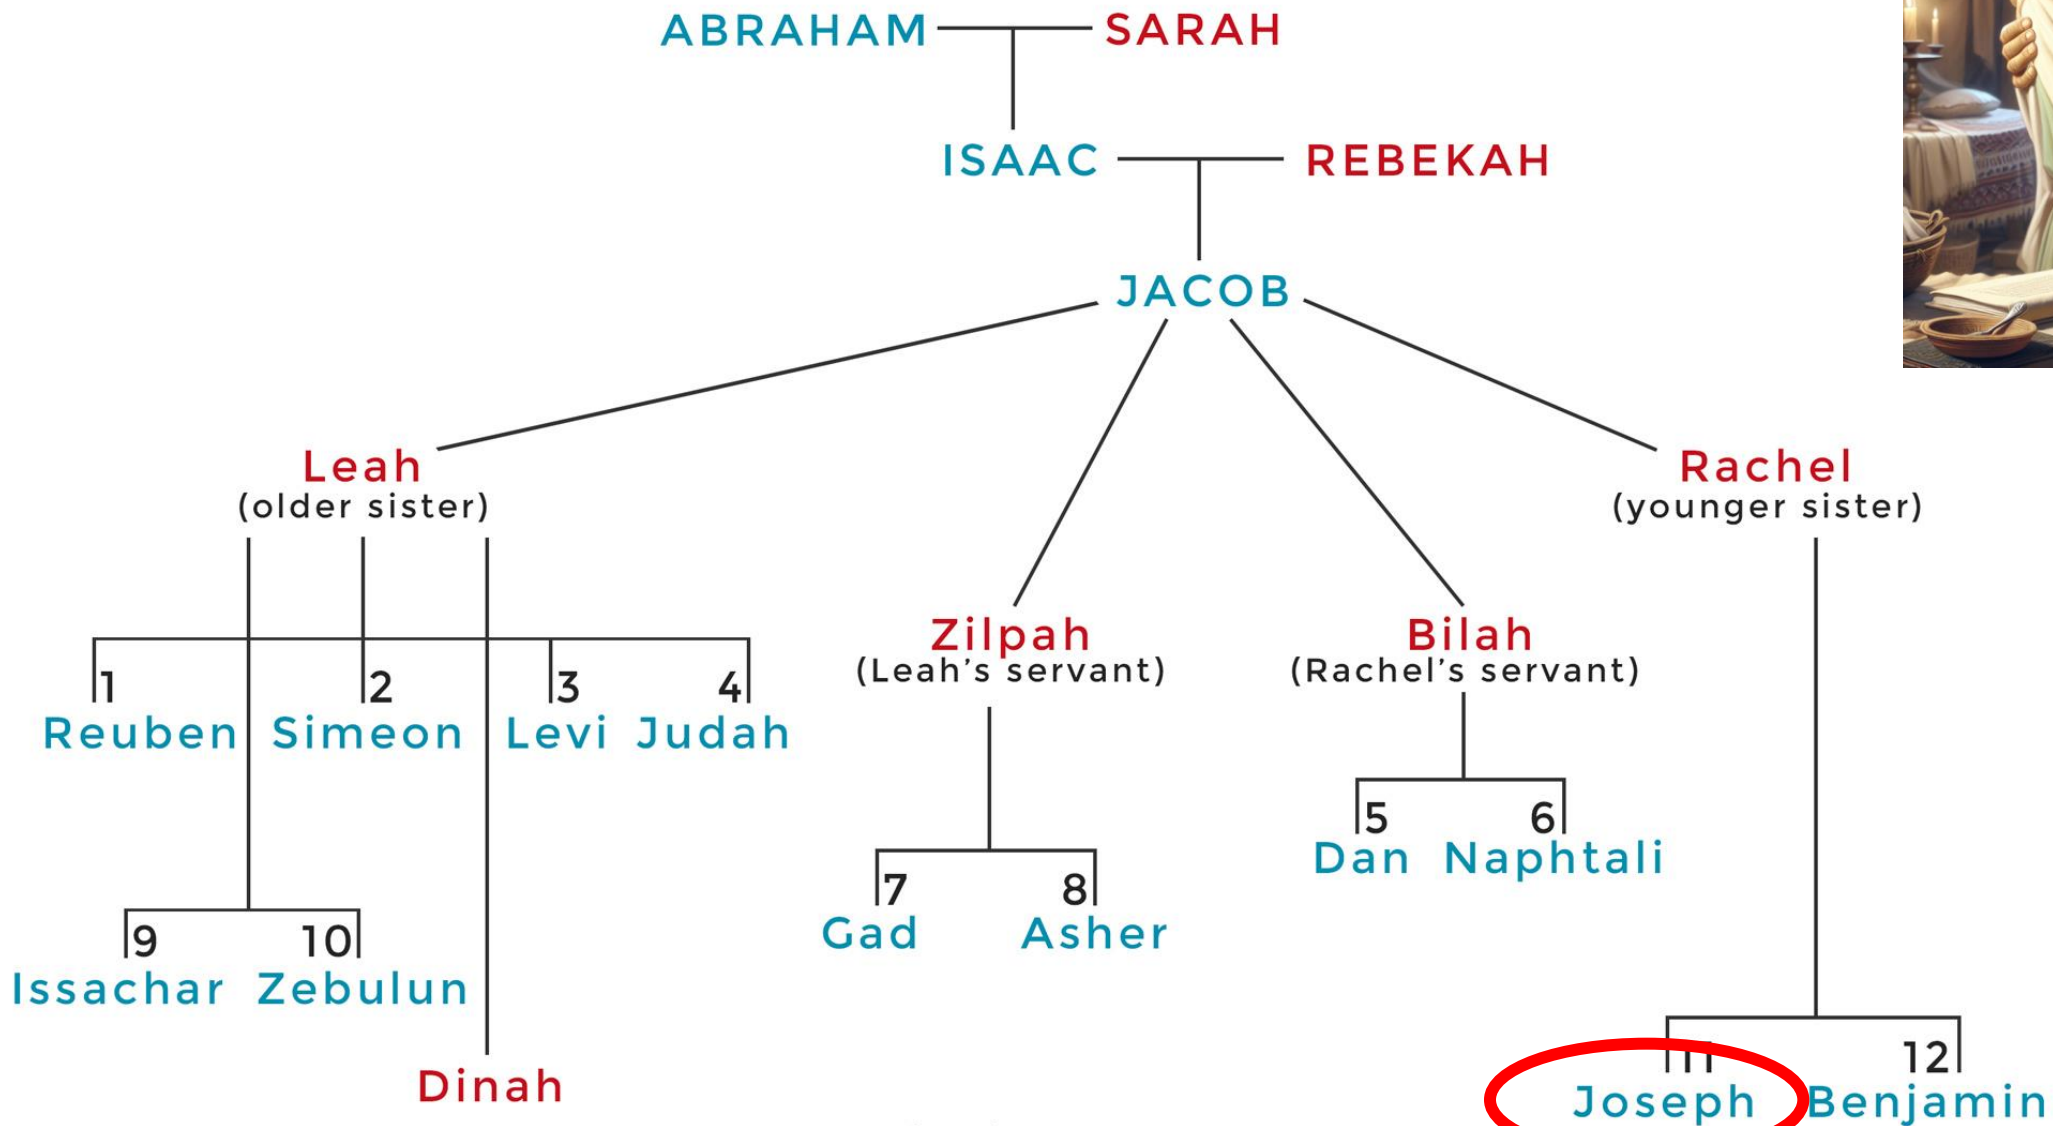 ABRAHAM SARAH
ISAAC REBEKAH
JACOB
Leah Rachel
(older sister) (younger sister)
Zilpah Bilah
(Leah's servant) (Rachel's servant)
1 2 3 4
Reuben Simeon Levi Judah
5 6
Dan Naphtali
7 8
Gad Asher
9 10
Issachar Zebulun
11 12
Dinah Joseph Benjamin